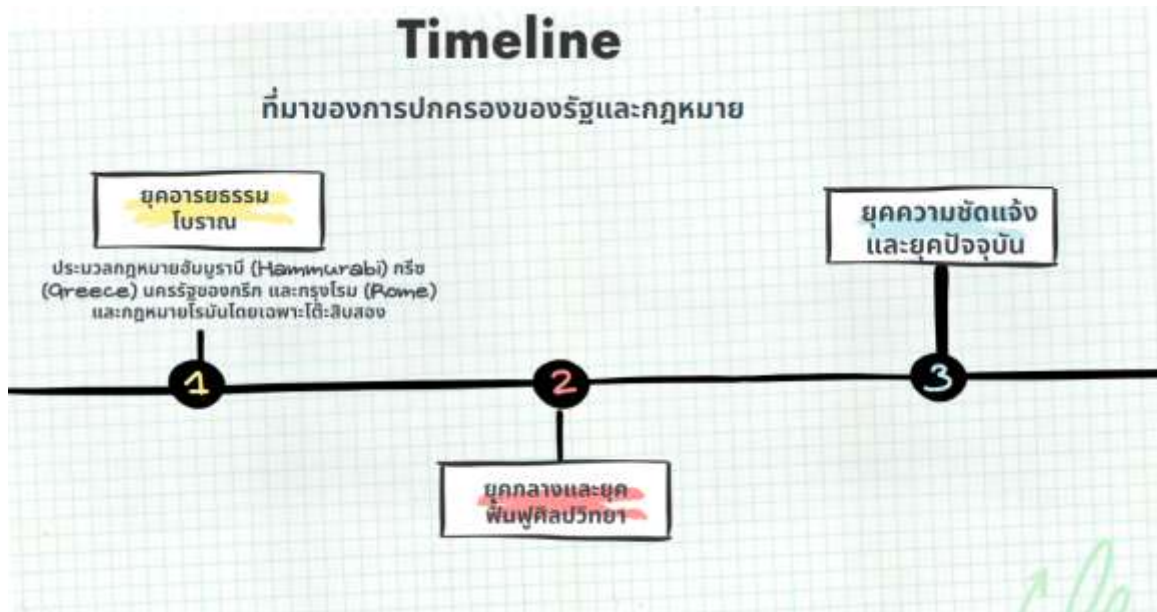 Timeline
ที่มาของการปกครองของรัฐและกฎหมาย
ยุคอารยธรรม
โบราณ
ประมวลกฎหมายฮัมมูราบี (Hammurabi) กรีซ
(Greece) นครรัฐของกรีก และกรุงโรม (Rome)
และกฎหมายโรมันโดยเฉพาะโต๊ะสิบสอง
1
2
ยุคกลางและยุค
ฟื้นฟูศิลปวิทยา
ยุคความชัดแจ้ง
และยุคปัจจุบัน
3